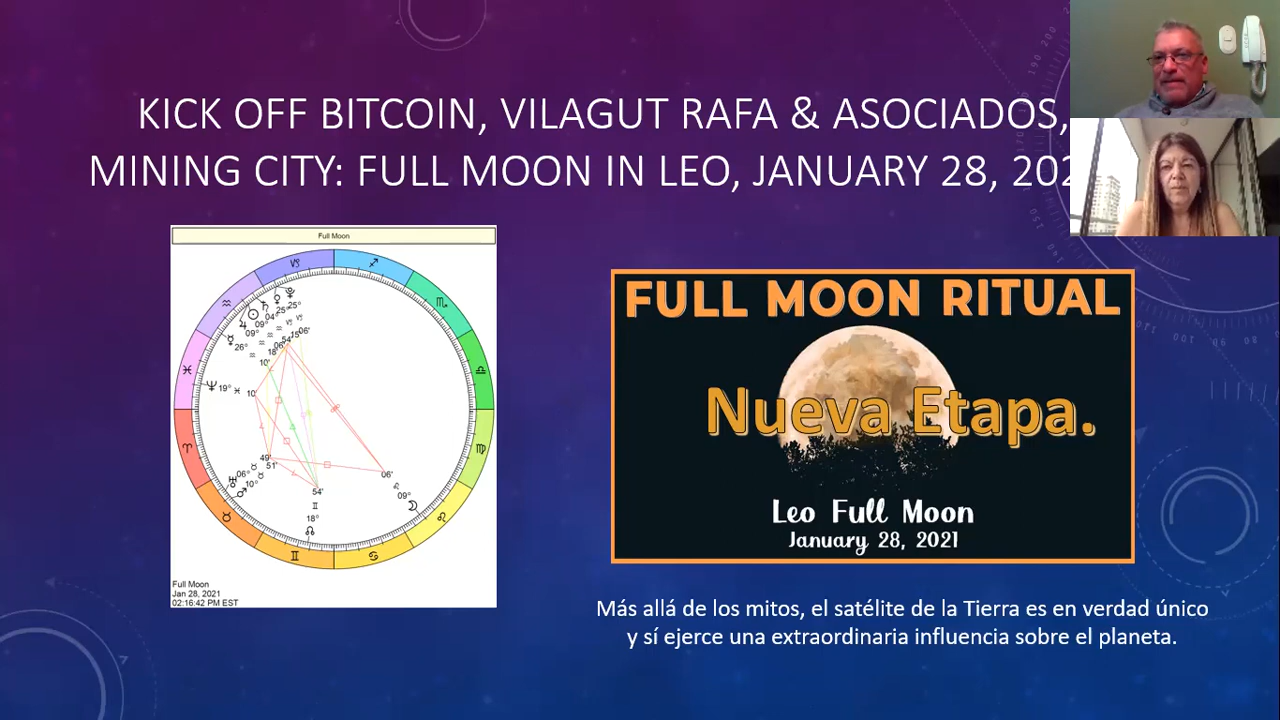 KICK OFF BITCOIN, VILAGUT RAFA & ASOCIADOS,
MINING CITY: FULL MOON IN LEO, JANUARY 28, 202
Full Moon
FULL MOON RITUAL
Nueva Etapa.
Leo Full Moon
January 28, 2021
Full Moon
Jan 28, 2021
02:16:42 PM EST
Más allá de los mitos, el satélite de la Tierra es en verdad único
y sí ejerce una extraordinaria influencia sobre el planeta.